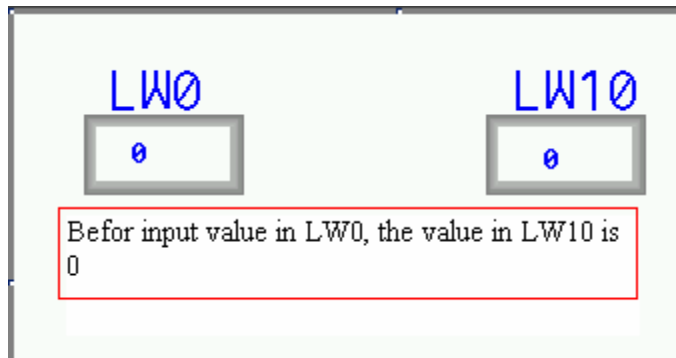 LW0 LW10
0 0
Befor input value in LW0, the value in LW10 is
0